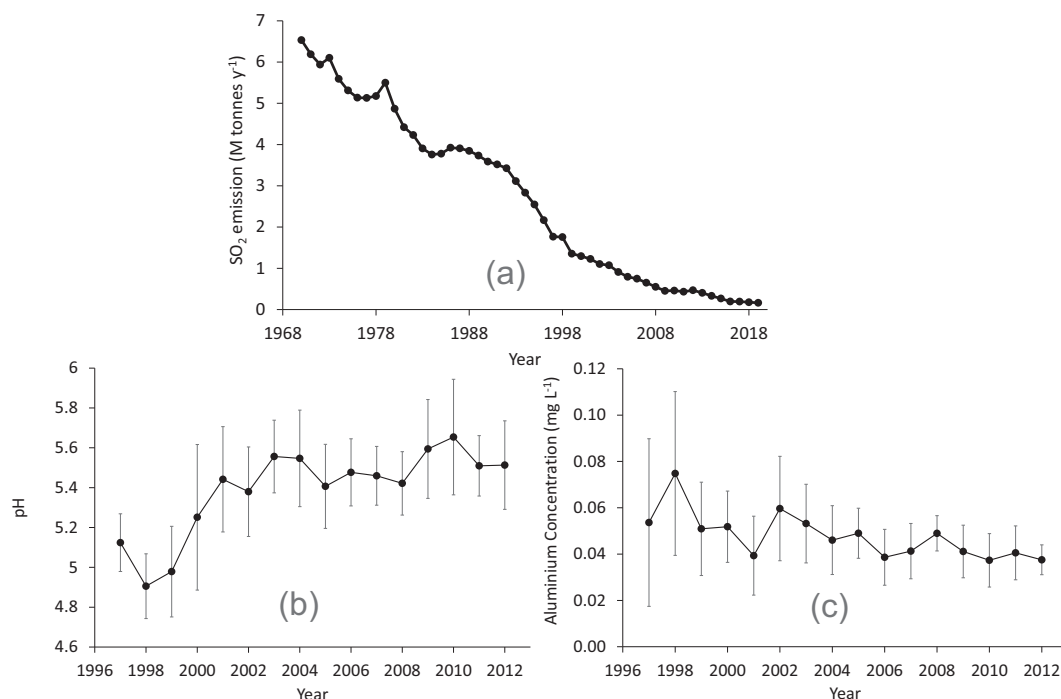 7
6
5
4
3
2
1
0
SO2 emission (M tonnes y-1)
(a)
1968 1978 1988 1998 2008 2018
Year
6
5.8
5.6
5.4
5.2
5
4.8
4.6
pH
(b)
1996 1998 2000 2002 2004 2006 2008 2010 2012
Year
0.12
0.10
0.08
0.06
0.04
0.02
0.00
Aluminium Concentration (mg L-1)
(c)
1996 1998 2000 2002 2004 2006 2008 2010 2012
Year